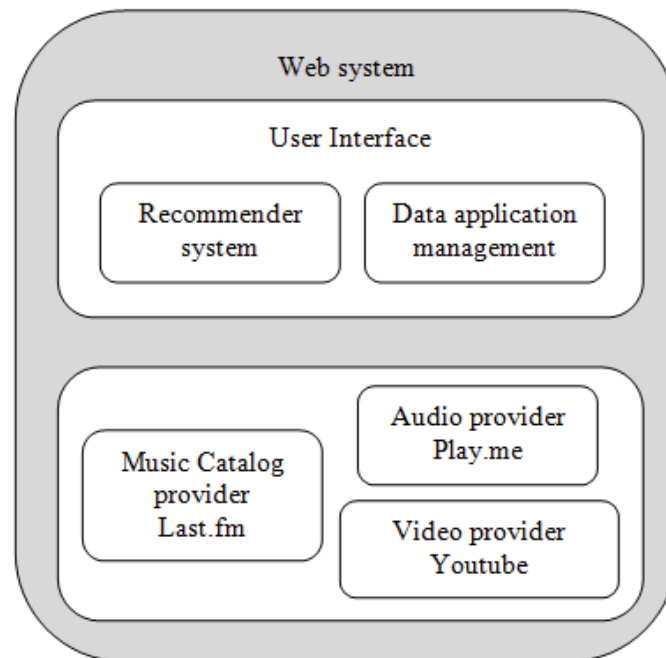 Web system
User Interface
Recommender
system
Data application
management
Music Catalog
provider
Last.fm
Audio provider
Play.me
Video provider
Youtube